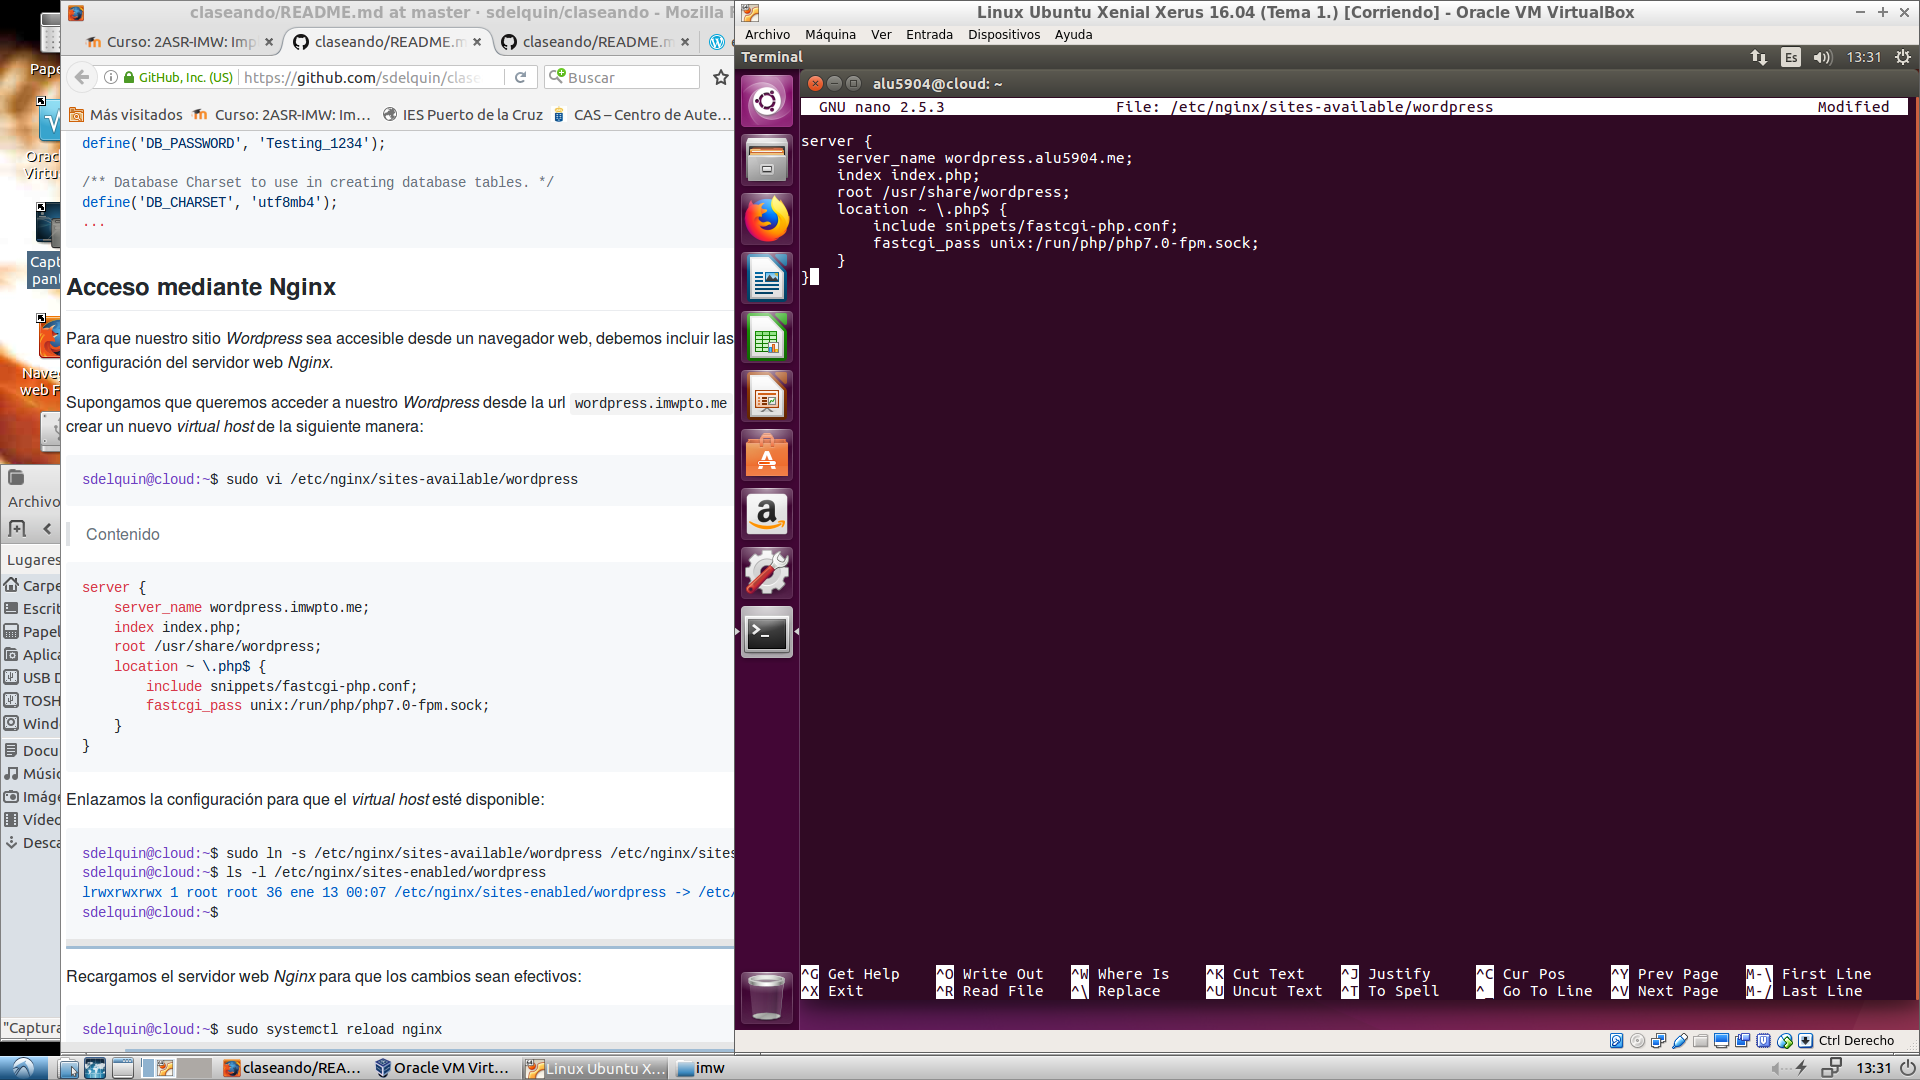 claseando/README.md at master · sdelquin/claseando - Mozilla
Curso: 2ASR-IMW: Imp
claseando/README.m
claseando/README.m
GitHub, Inc. (US)
https://github.com/sdelquin/clase
Buscar
Más visitados
Curso: 2ASR-IMW: Im...
IES Puerto de la Cruz
CAS – Centro de Aute...
define('DB_PASSWORD', 'Testing_1234');
/** Database Charset to use in creating database tables. */
define('DB_CHARSET', 'utf8mb4');
...
Acceso mediante Nginx
Para que nuestro sitio Wordpress sea accesible desde un navegador web, debemos incluir las
configuración del servidor web Nginx.
Supongamos que queremos acceder a nuestro Wordpress desde la url wordpress.imwpto.me
crear un nuevo virtual host de la siguiente manera:
sdelquin@cloud:~$ sudo vi /etc/nginx/sites-available/wordpress
Contenido
server {
server_name wordpress.imwpto.me;
index index.php;
root /usr/share/wordpress;
location ~ \.php$ {
include snippets/fastcgi-php.conf;
fastcgi_pass unix:/run/php/php7.0-fpm.sock;
}
}
Enlazamos la configuración para que el virtual host esté disponible:
sdelquin@cloud:~$ sudo ln -s /etc/nginx/sites-available/wordpress /etc/nginx/sites
sdelquin@cloud:~$ ls -l /etc/nginx/sites-enabled/wordpress
lrwxrwxrwx 1 root root 36 ene 13 00:07 /etc/nginx/sites-enabled/wordpress -> /etc/
sdelquin@cloud:~$
Recargamos el servidor web Nginx para que los cambios sean efectivos:
sdelquin@cloud:~$ sudo systemctl reload nginx
Pape
Orac
Virtu
Capt
pant
Nave
web F
Archivo
Lugares
Carpe
Escrit
Papel
Aplica
USB D
TOSH
Wind
Docu
Músic
Imáge
Vídeo
Desca
"Captura
Linux Ubuntu Xenial Xerus 16.04 (Tema 1.) [Corriendo] - Oracle VM VirtualBox
Archivo Máquina Ver Entrada Dispositivos Ayuda
Terminal
Es
13:31
alu5904@cloud: ~
GNU nano 2.5.3 File: /etc/nginx/sites-available/wordpress Modified
server {
server_name wordpress.alu5904.me;
index index.php;
root /usr/share/wordpress;
location ~ \.php$ {
include snippets/fastcgi-php.conf;
fastcgi_pass unix:/run/php/php7.0-fpm.sock;
}
}
^G Get Help ^O Write Out ^W Where Is ^K Cut Text ^J Justify ^C Cur Pos ^Y Prev Page M-\ First Line
^X Exit ^R Read File ^\ Replace ^U Uncut Text ^T To Spell ^_ Go To Line ^V Next Page M-/ Last Line
Ctrl Derecho
claseando/REA...
Oracle VM Virt...
Linux Ubuntu X...
imw
13:31